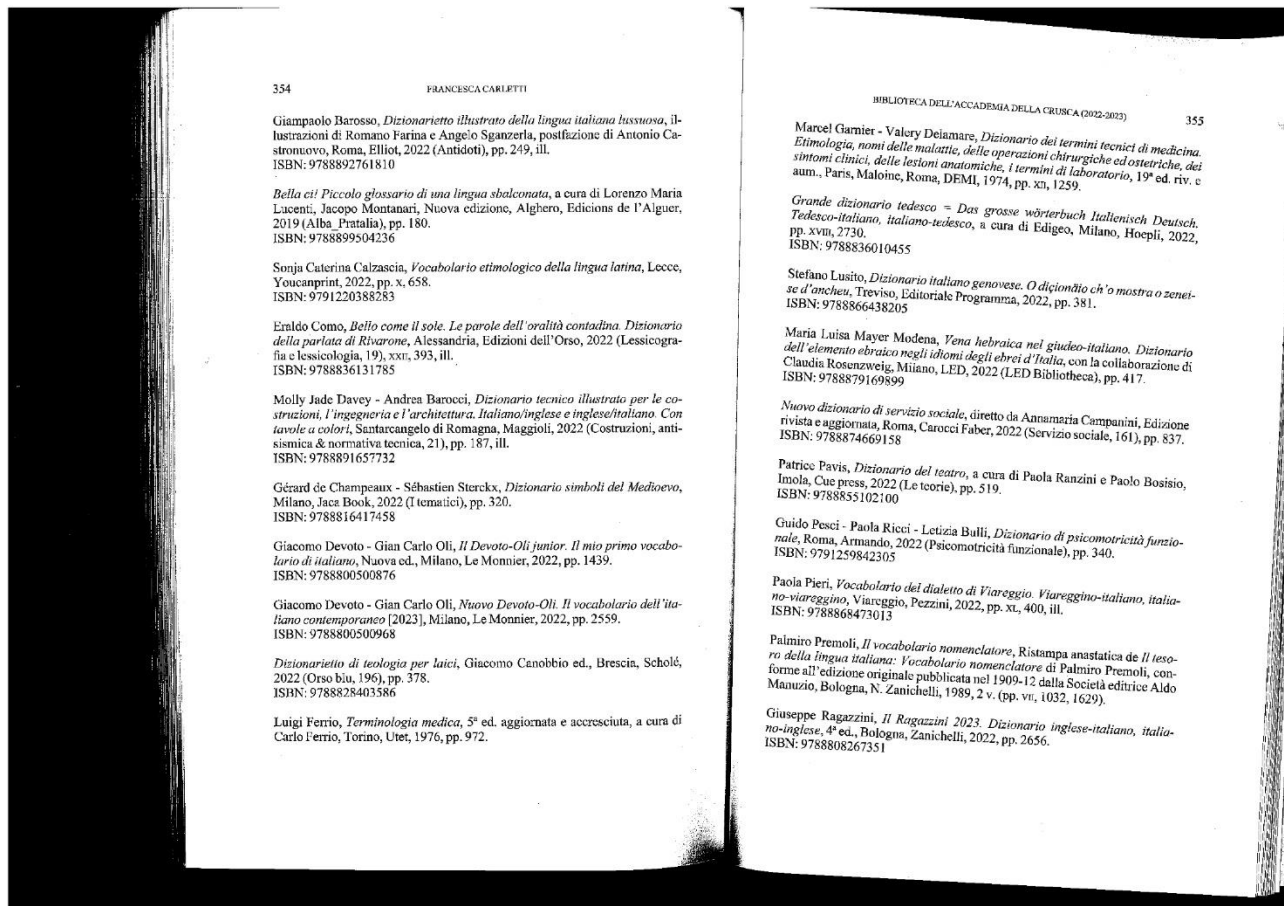 354
FRANCESCA CARLETTI
Giampaolo Barosso, Dizionarietto illustrato della lingua italiana lussuosa, il-
lustrazioni di Romano Farina e Angelo Sganzerla, postfazione di Antonio Ca-
stronuovo, Roma, Elliot, 2022 (Antidoti), pp. 249, ill.
ISBN: 9788892761810
Bella ci! Piccolo glossario di una lingua sbalconata, a cura di Lorenzo Maria
Lucenti, Jacopo Montanari, Nuova edizione, Alghero, Edicions de l'Alguer,
2019 (Alba_Pratalia), pp. 180.
ISBN: 9788899504236
Sonja Caterina Calzascia, Vocabolario etimologico della lingua latina, Lecce,
Youcanprint, 2022, pp. x, 658.
ISBN: 9791220388283
Eraldo Como, Bello come il sole. Le parole dell'oralità contadina. Dizionario
della parlata di Rivarone, Alessandria, Edizioni dell'Orso, 2022 (Lessicogra-
fia e lessicologia, 19), XXII, 393, ill.
ISBN: 9788836131785
Molly Jade Davey - Andrea Barocci, Dizionario tecnico illustrato per le co-
struzioni, l'ingegneria e l'architettura. Italiano/inglese e inglese/italiano. Con
tavole a colori, Santarcangelo di Romagna, Maggioli, 2022 (Costruzioni, anti-
sismica & normativa tecnica, 21), pp. 187, ill.
ISBN: 9788891657732
Gérard de Champeaux - Sébastien Sterckx, Dizionario simboli del Medioevo,
Milano, Jaca Book, 2022 (I tematici), pp. 320.
ISBN: 9788816417458
Giacomo Devoto - Gian Carlo Oli, Il Devoto-Oli junior. Il mio primo vocabo-
lario di italiano, Nuova ed., Milano, Le Monnier, 2022, pp. 1439.
ISBN: 9788800500876
Giacomo Devoto - Gian Carlo Oli, Nuovo Devoto-Oli. Il vocabolario dell'ita-
liano contemporaneo [2023], Milano, Le Monnier, 2022, pp. 2559.
ISBN: 9788800500968
Dizionarietto di teologia per laici, Giacomo Canobbio ed., Brescia, Scholé,
2022 (Orso blu, 196), pp. 378.
ISBN: 9788828403586
Luigi Ferrio, Terminologia medica, 5ª ed. aggiornata e accresciuta, a cura di
Carlo Ferrio, Torino, Utet, 1976, pp. 972.
BIBLIOTECA DELL'ACCADEMIA DELLA CRUSCA (2022-2023)
355
Marcel Garnier - Valery Delamare, Dizionario dei termini tecnici di medicina.
Etimologia, nomi delle malattie, delle operazioni chirurgiche ed ostetriche, dei
sintomi clinici, delle lesioni anatomiche, i termini di laboratorio, 19ª ed. riv. e
aum., Paris, Maloine, Roma, DEMI, 1974, pp. XII, 1259.
Grande dizionario tedesco = Das grosse wörterbuch Italienisch Deutsch.
Tedesco-italiano, italiano-tedesco, a cura di Edigeo, Milano, Hoepli, 2022,
pp. XVIII, 2730.
ISBN: 9788836010455
Stefano Lusito, Dizionario italiano genovese. O diçionäio ch'o mostra o zenei-
se d'ancheu, Treviso, Editoriale Programma, 2022, pp. 381.
ISBN: 9788866438205
Maria Luisa Mayer Modena, Vena hebraica nel giudeo-italiano. Dizionario
dell'elemento ebraico negli idiomi degli ebrei d'Italia, con la collaborazione di
Claudia Rosenzweig, Milano, LED, 2022 (LED Bibliotheca), pp. 417.
ISBN: 9788879169899
Nuovo dizionario di servizio sociale, diretto da Annamaria Campanini, Edizione
rivista e aggiornata, Roma, Carocci Faber, 2022 (Servizio sociale, 161), pp. 837.
ISBN: 9788874669158
Patrice Pavis, Dizionario del teatro, a cura di Paola Ranzini e Paolo Bosisio,
Imola, Cue press, 2022 (Le teorie), pp. 519.
ISBN: 9788855102100
Guido Pesci - Paola Ricci - Letizia Bulli, Dizionario di psicomotricità funzio-
nale, Roma, Armando, 2022 (Psicomotricità funzionale), pp. 340.
ISBN: 9791259842305
Paola Pieri, Vocabolario del dialetto di Viareggio. Viareggino-italiano, italia-
no-viareggino, Viareggio, Pezzini, 2022, pp. XL, 400, ill.
ISBN: 9788868473013
Palmiro Premoli, Il vocabolario nomenclatore, Ristampa anastatica de Il teso-
ro della lingua italiana: Vocabolario nomenclatore di Palmiro Premoli, con-
forme all'edizione originale pubblicata nel 1909-12 dalla Società editrice Aldo
Manuzio, Bologna, N. Zanichelli, 1989, 2 v. (pp. VII, 1032, 1629).
Giuseppe Ragazzini, Il Ragazzini 2023. Dizionario inglese-italiano, italia-
no-inglese, 4ª ed., Bologna, Zanichelli, 2022, pp. 2656.
ISBN: 9788808267351